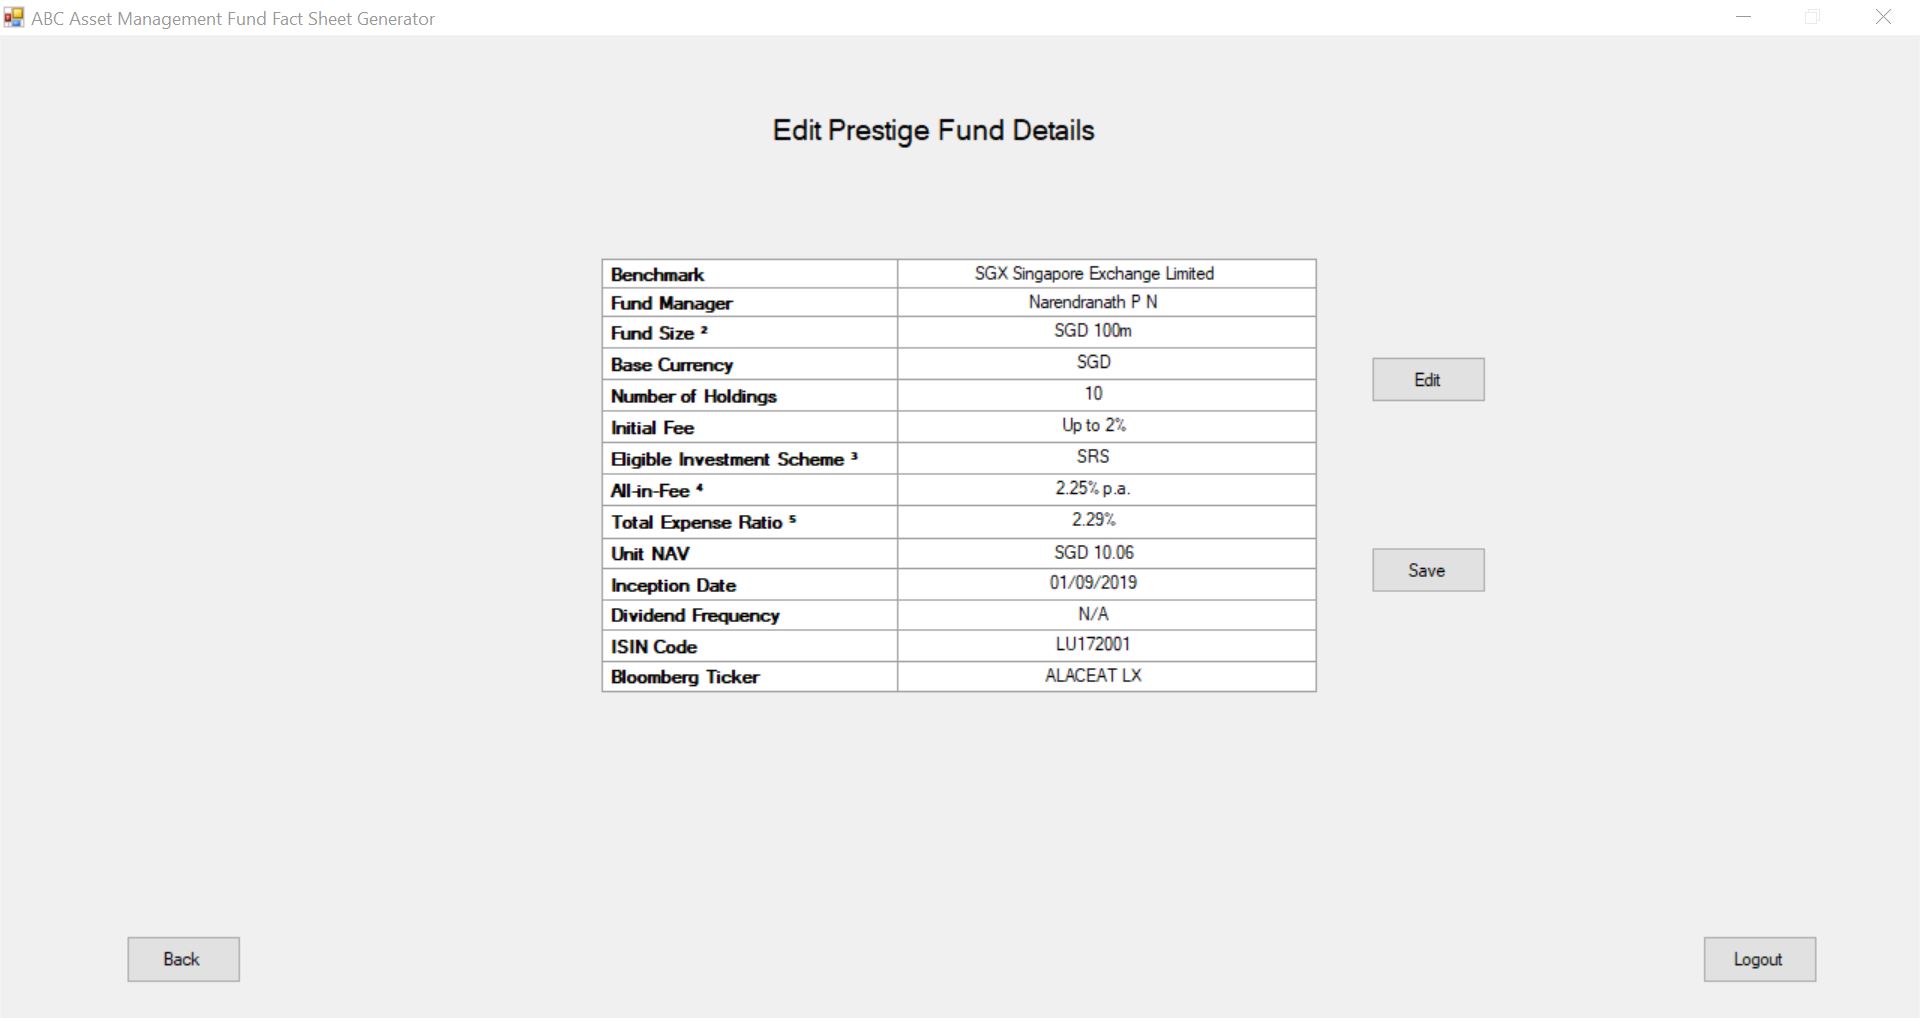 ABC Asset Management Fund Fact Sheet Generator
Edit Prestige Fund Details
Benchmark SGX Singapore Exchange Limited
Fund Manager Narendranath P N
Fund Size ² SGD 100m
Base Currency SGD
Number of Holdings 10
Initial Fee Up to 2%
Eligible Investment Scheme ³ SRS
All-in-Fee ⁴ 2.25% p.a.
Total Expense Ratio ⁵ 2.29%
Unit NAV SGD 10.06
Inception Date 01/09/2019
Dividend Frequency N/A
ISIN Code LU172001
Bloomberg Ticker ALACEAT LX
Edit
Save
Back
Logout